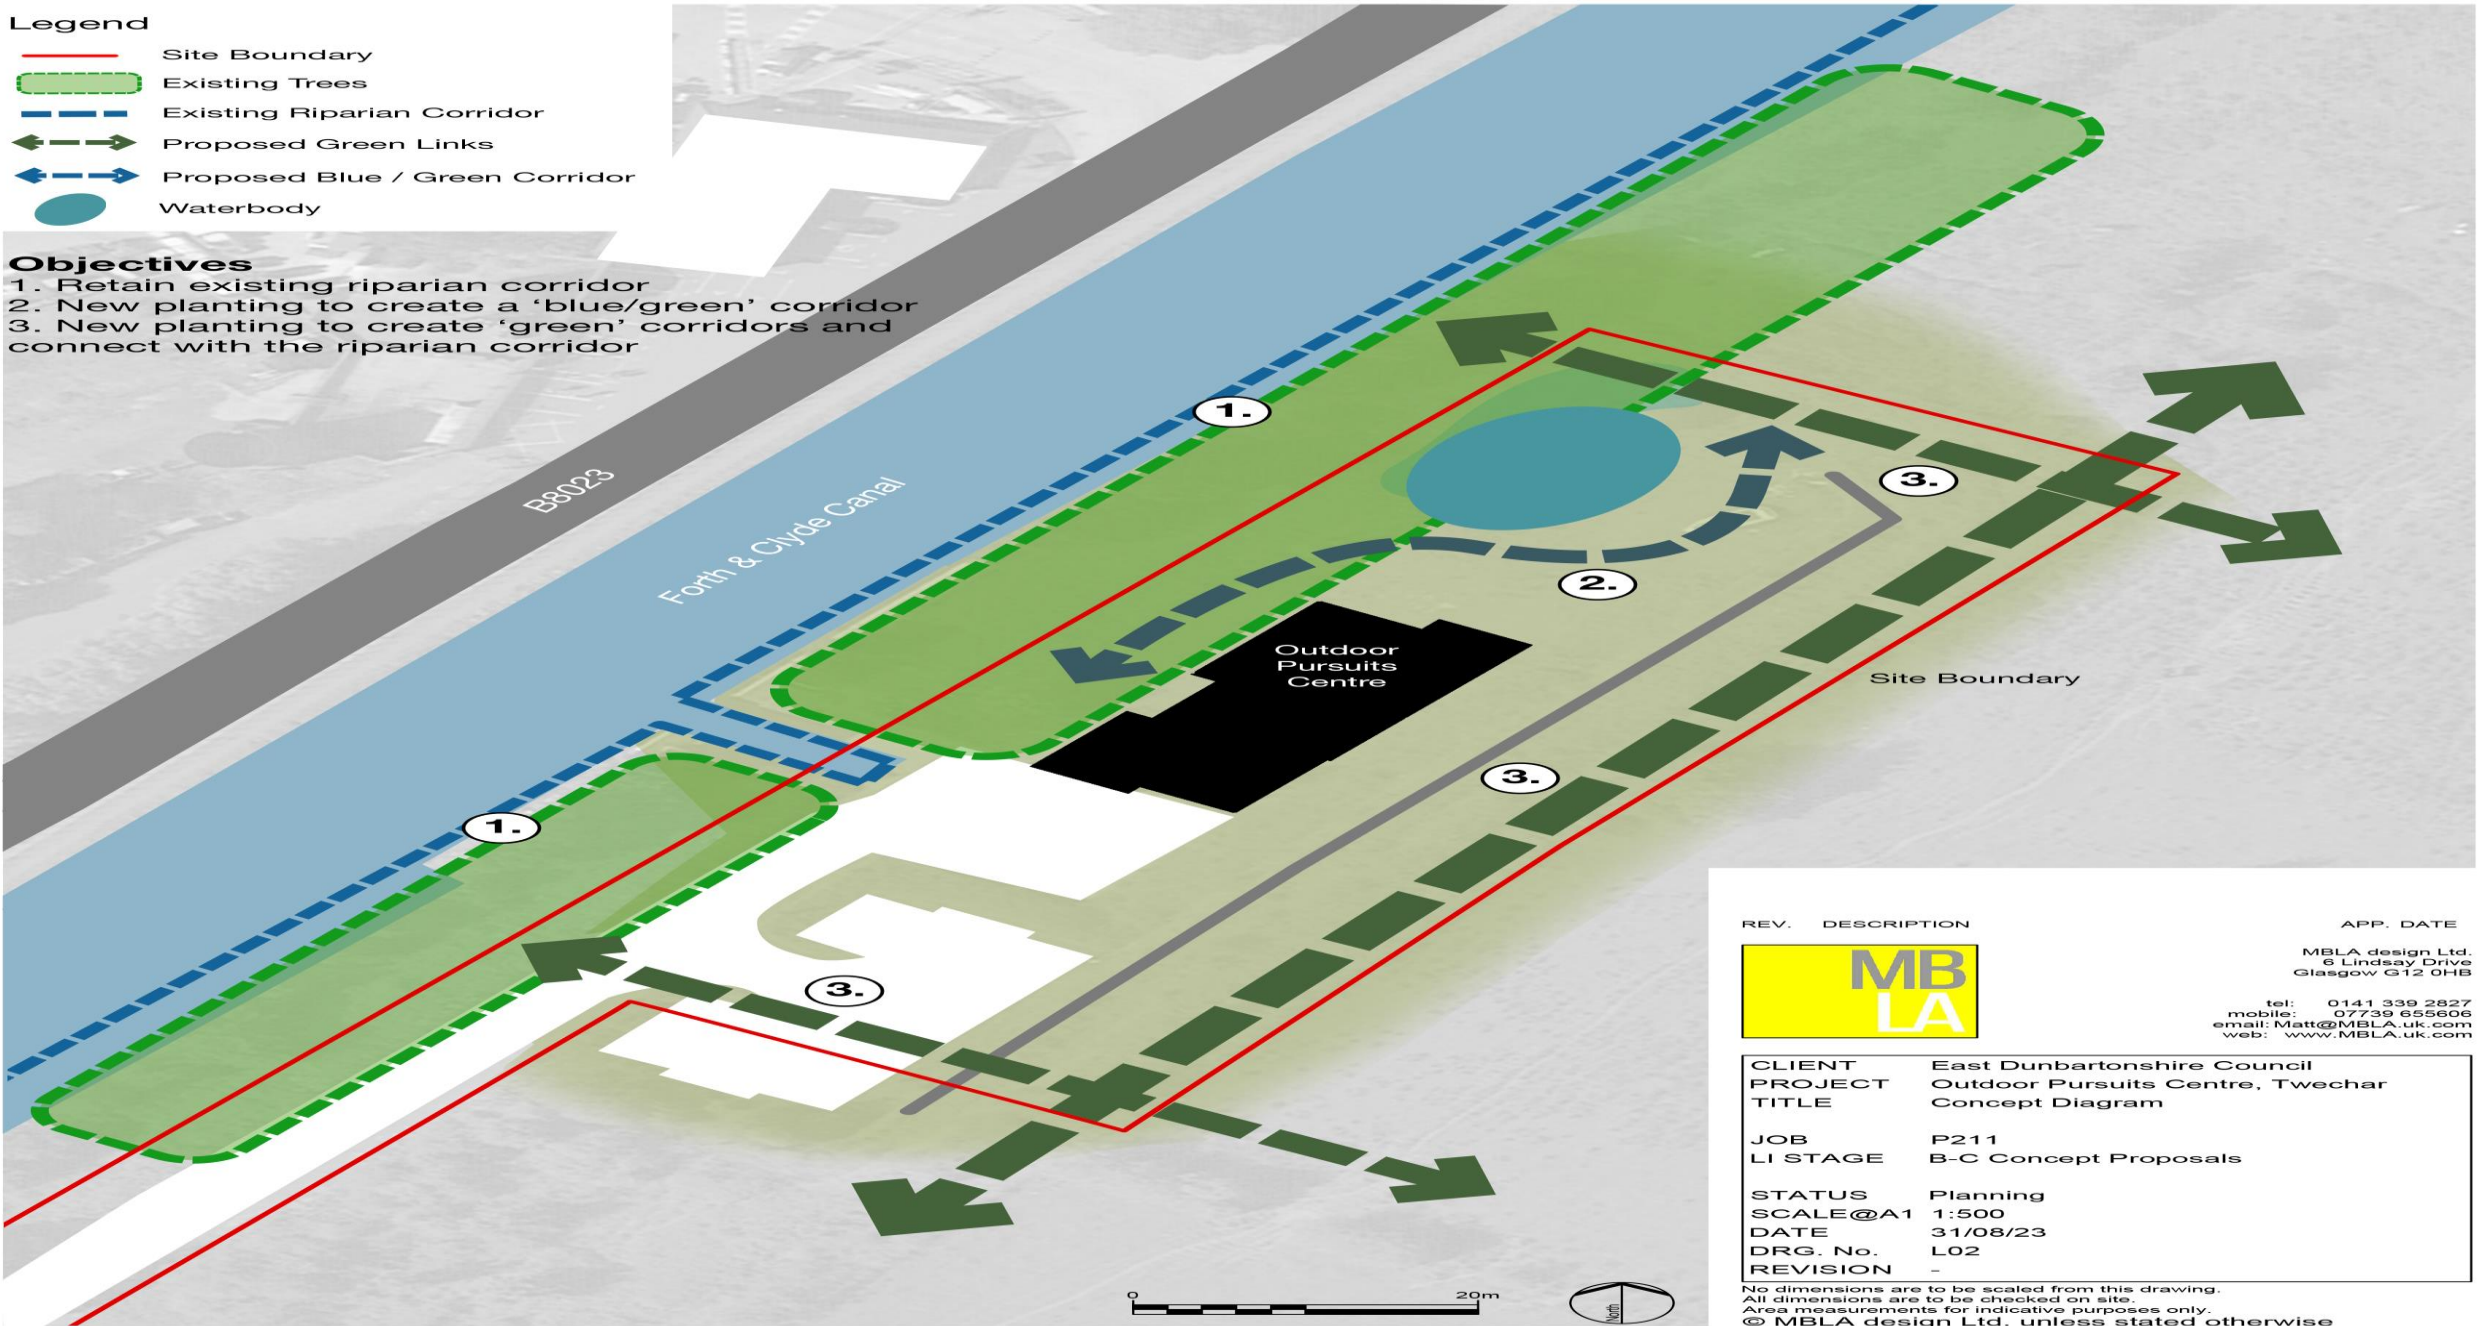 Legend
Site Boundary
Existing Trees
Existing Riparian Corridor
Proposed Green Links
Proposed Blue / Green Corridor
Waterbody
Objectives
1. Retain existing riparian corridor
2. New planting to create a ‘blue/green’ corridor
3. New planting to create ‘green’ corridors and
connect with the riparian corridor
B8023
Forth & Clyde Canal
1.
3.
2.
Outdoor
Pursuits
Centre
Site Boundary
3.
1.
3.
0 20m
North
REV. DESCRIPTION APP. DATE
MB
LA
MBLA design Ltd.
6 Lindsay Drive
Glasgow G12 0HB
tel: 0141 339 2827
mobile: 07739 655606
email: Matt@MBLA.uk.com
web: www.MBLA.uk.com
CLIENT East Dunbartonshire Council
PROJECT Outdoor Pursuits Centre, Twechar
TITLE Concept Diagram
JOB P211
LI STAGE B-C Concept Proposals
STATUS Planning
SCALE@A1 1:500
DATE 31/08/23
DRG. No. L02
REVISION -
No dimensions are to be scaled from this drawing.
All dimensions are to be checked on site.
Area measurements for indicative purposes only.
© MBLA design Ltd. unless stated otherwise